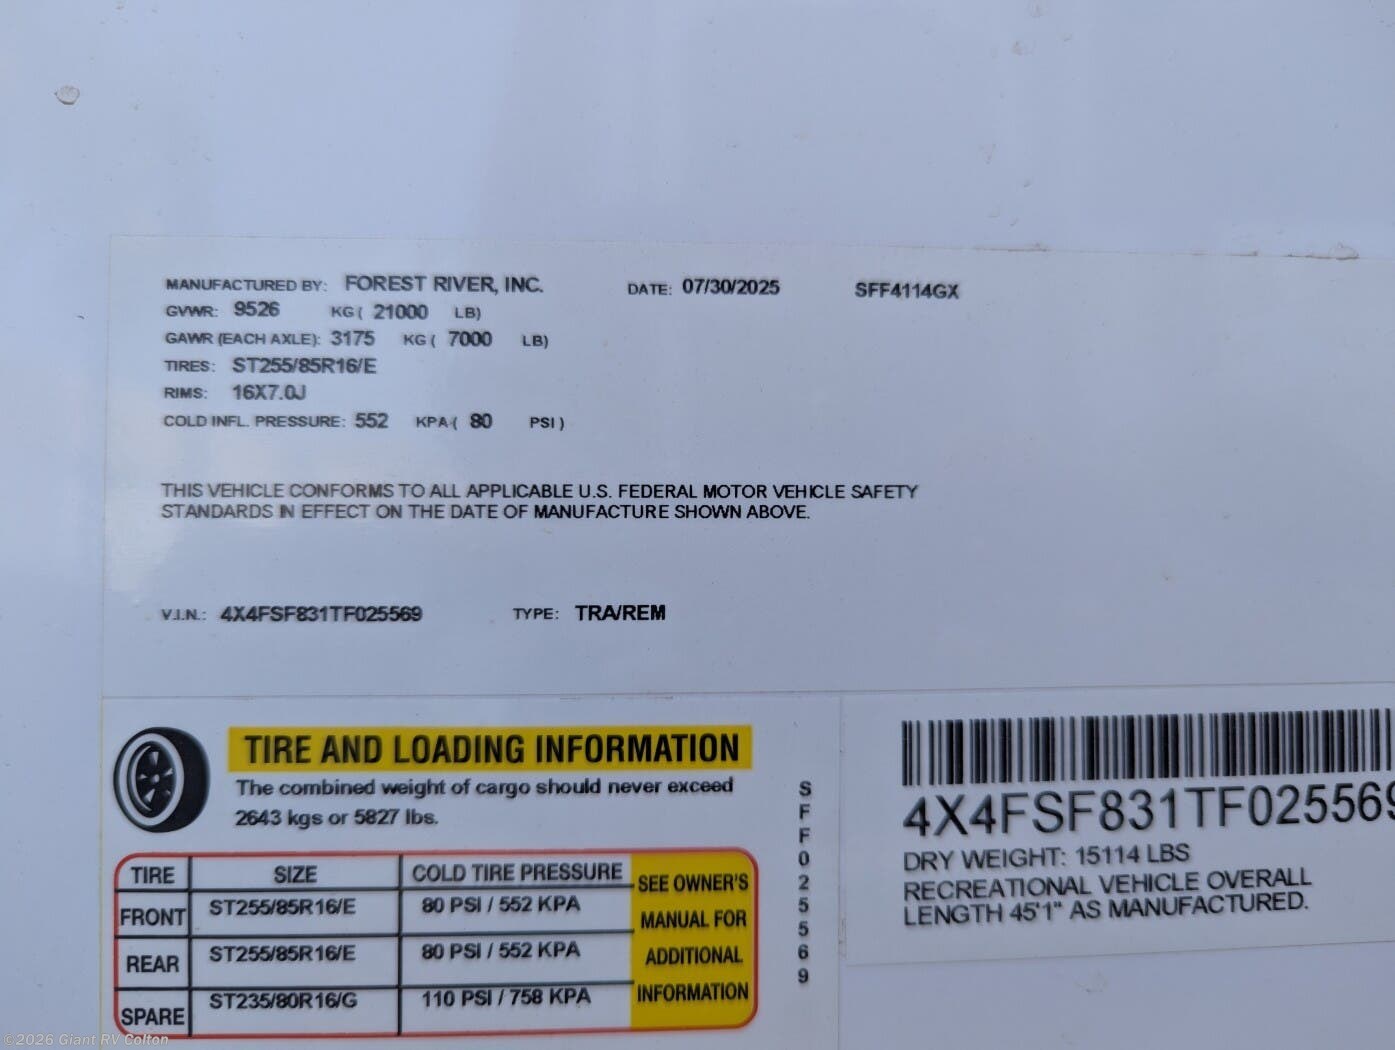 MANUFACTURED BY: FOREST RIVER, INC. DATE: 07/30/2025 SFF4114GX
GVWR: 9526 KG ( 21000 LB)
GAWR (EACH AXLE): 3175 KG ( 7000 LB)
TIRES: ST255/85R16/E
RIMS: 16X7.0J
COLD INFL. PRESSURE: 552 KPA ( 80 PSI )
THIS VEHICLE CONFORMS TO ALL APPLICABLE U.S. FEDERAL MOTOR VEHICLE SAFETY
STANDARDS IN EFFECT ON THE DATE OF MANUFACTURE SHOWN ABOVE.
V.I.N.: 4X4FSF831TF025569 TYPE: TRA/REM
TIRE AND LOADING INFORMATION
The combined weight of cargo should never exceed
2643 kgs or 5827 lbs.
TIRE SIZE COLD TIRE PRESSURE
FRONT ST255/85R16/E 80 PSI / 552 KPA
REAR ST255/85R16/E 80 PSI / 552 KPA
SPARE ST235/80R16/G 110 PSI / 758 KPA
SEE OWNER'S
MANUAL FOR
ADDITIONAL
INFORMATION
SFF025569
4X4FSF831TF025569
DRY WEIGHT: 15114 LBS
RECREATIONAL VEHICLE OVERALL
LENGTH 45'1" AS MANUFACTURED.
©2026 Giant RV Colton